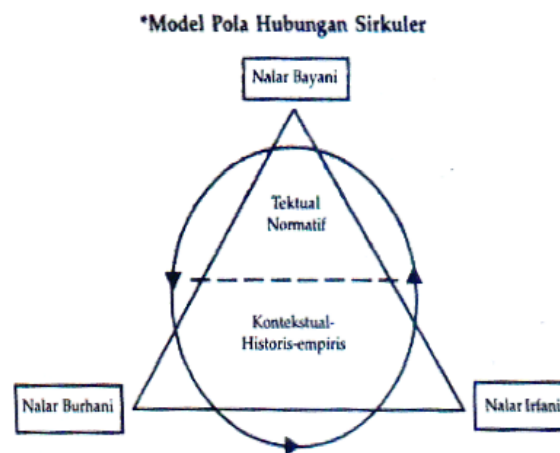 *Model Pola Hubungan Sirkuler
Nalar Bayani
Tektual
Normatif
Kontekstual-
Historis-empiris
Nalar Burhani
Nalar Irfani